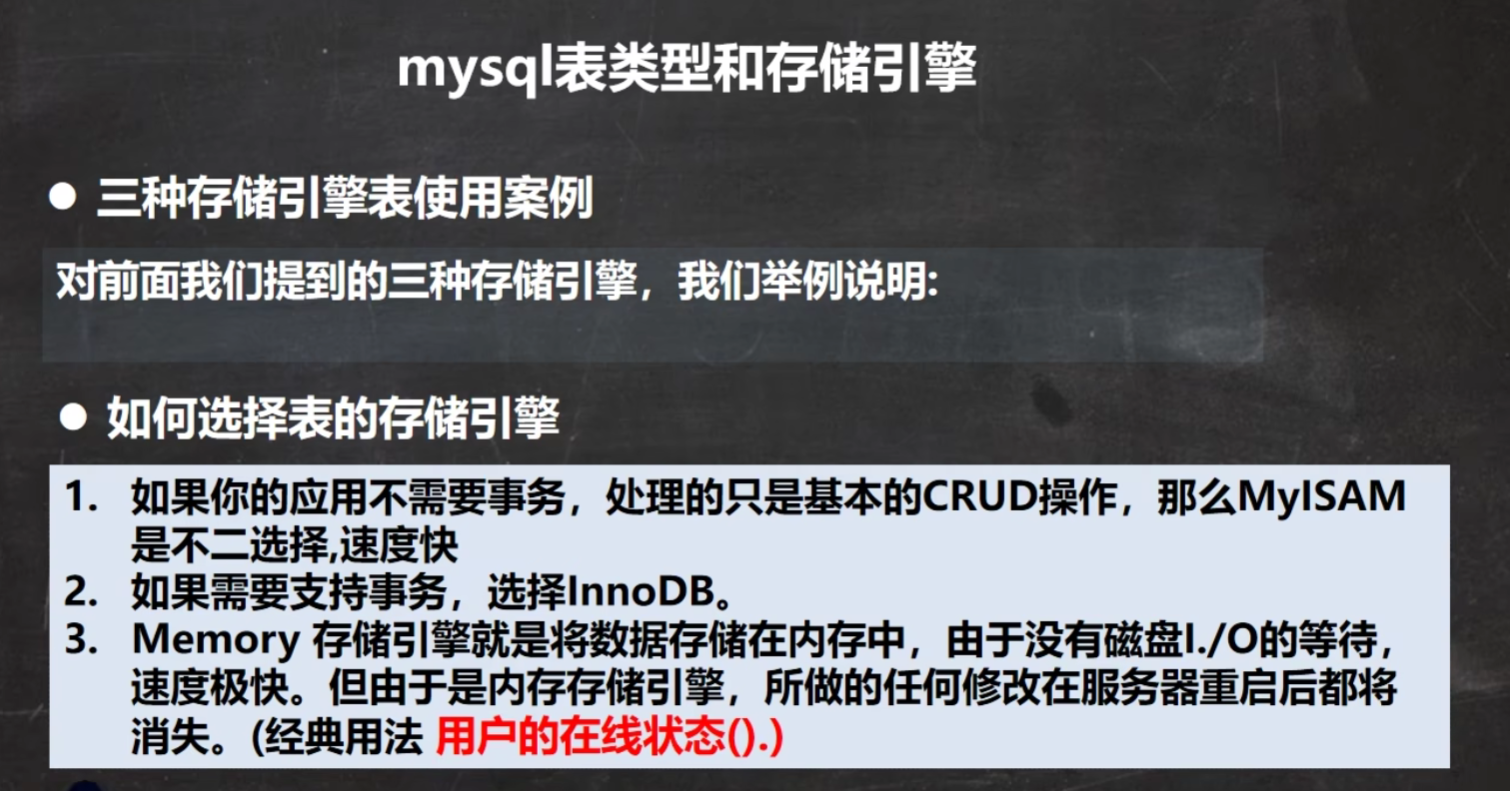 mysql表类型和存储引擎
● 三种存储引擎表使用案例
对前面我们提到的三种存储引擎，我们举例说明:
● 如何选择表的存储引擎
1. 如果你的应用不需要事务，处理的只是基本的CRUD操作，那么MyISAM
是不二选择,速度快
2. 如果需要支持事务，选择InnoDB。
3. Memory 存储引擎就是将数据存储在内存中，由于没有磁盘I./O的等待，
速度极快。但由于是内存存储引擎，所做的任何修改在服务器重启后都将
消失。(经典用法 用户的在线状态().)